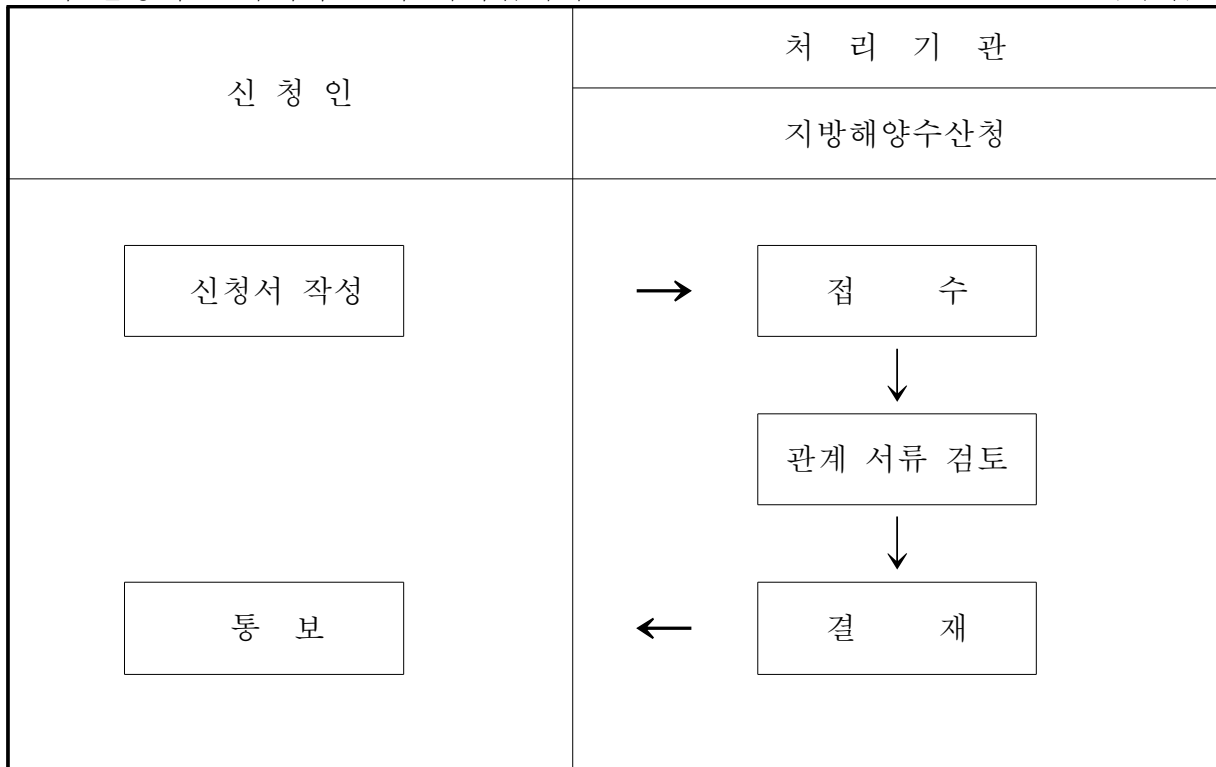 신 청 인
처 리 기 관
지방해양수산청
신청서 작성
접 수
관계 서류 검토
결 재
통 보